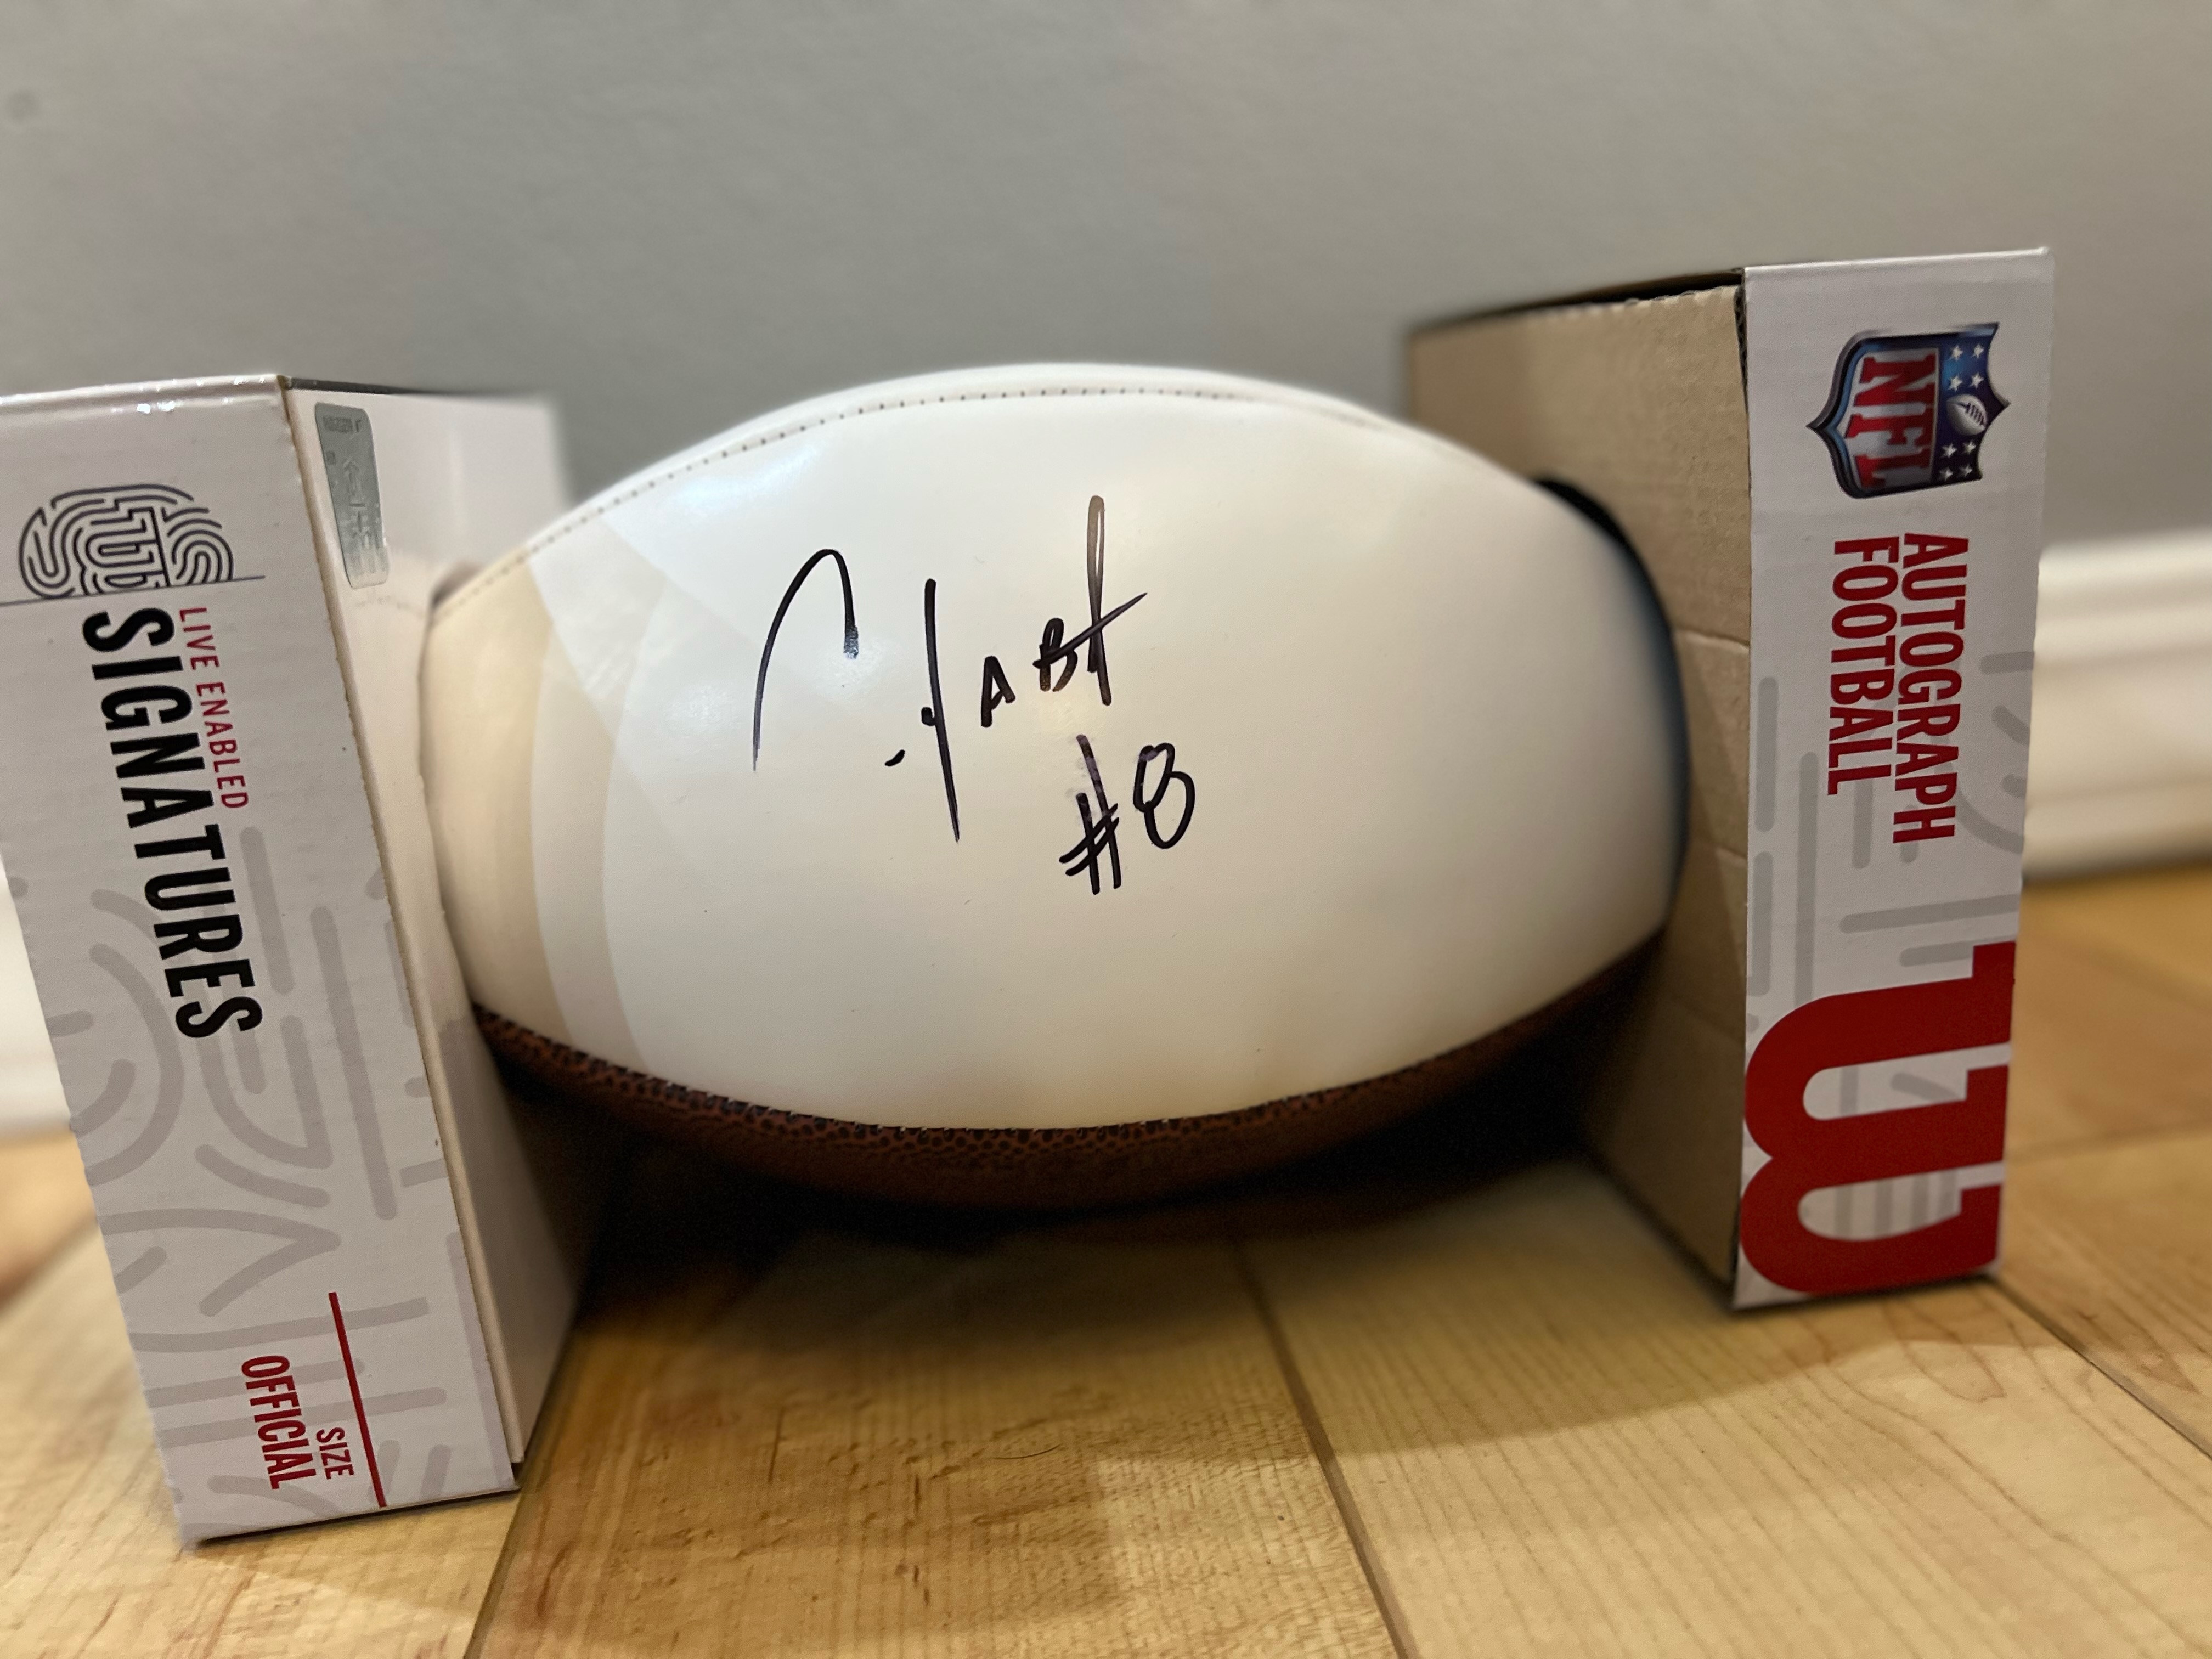 LIVE ENABLED
SIGNATURES
SIZE
OFFICIAL
#8
NFL
AUTOGRAPH
FOOTBALL
W